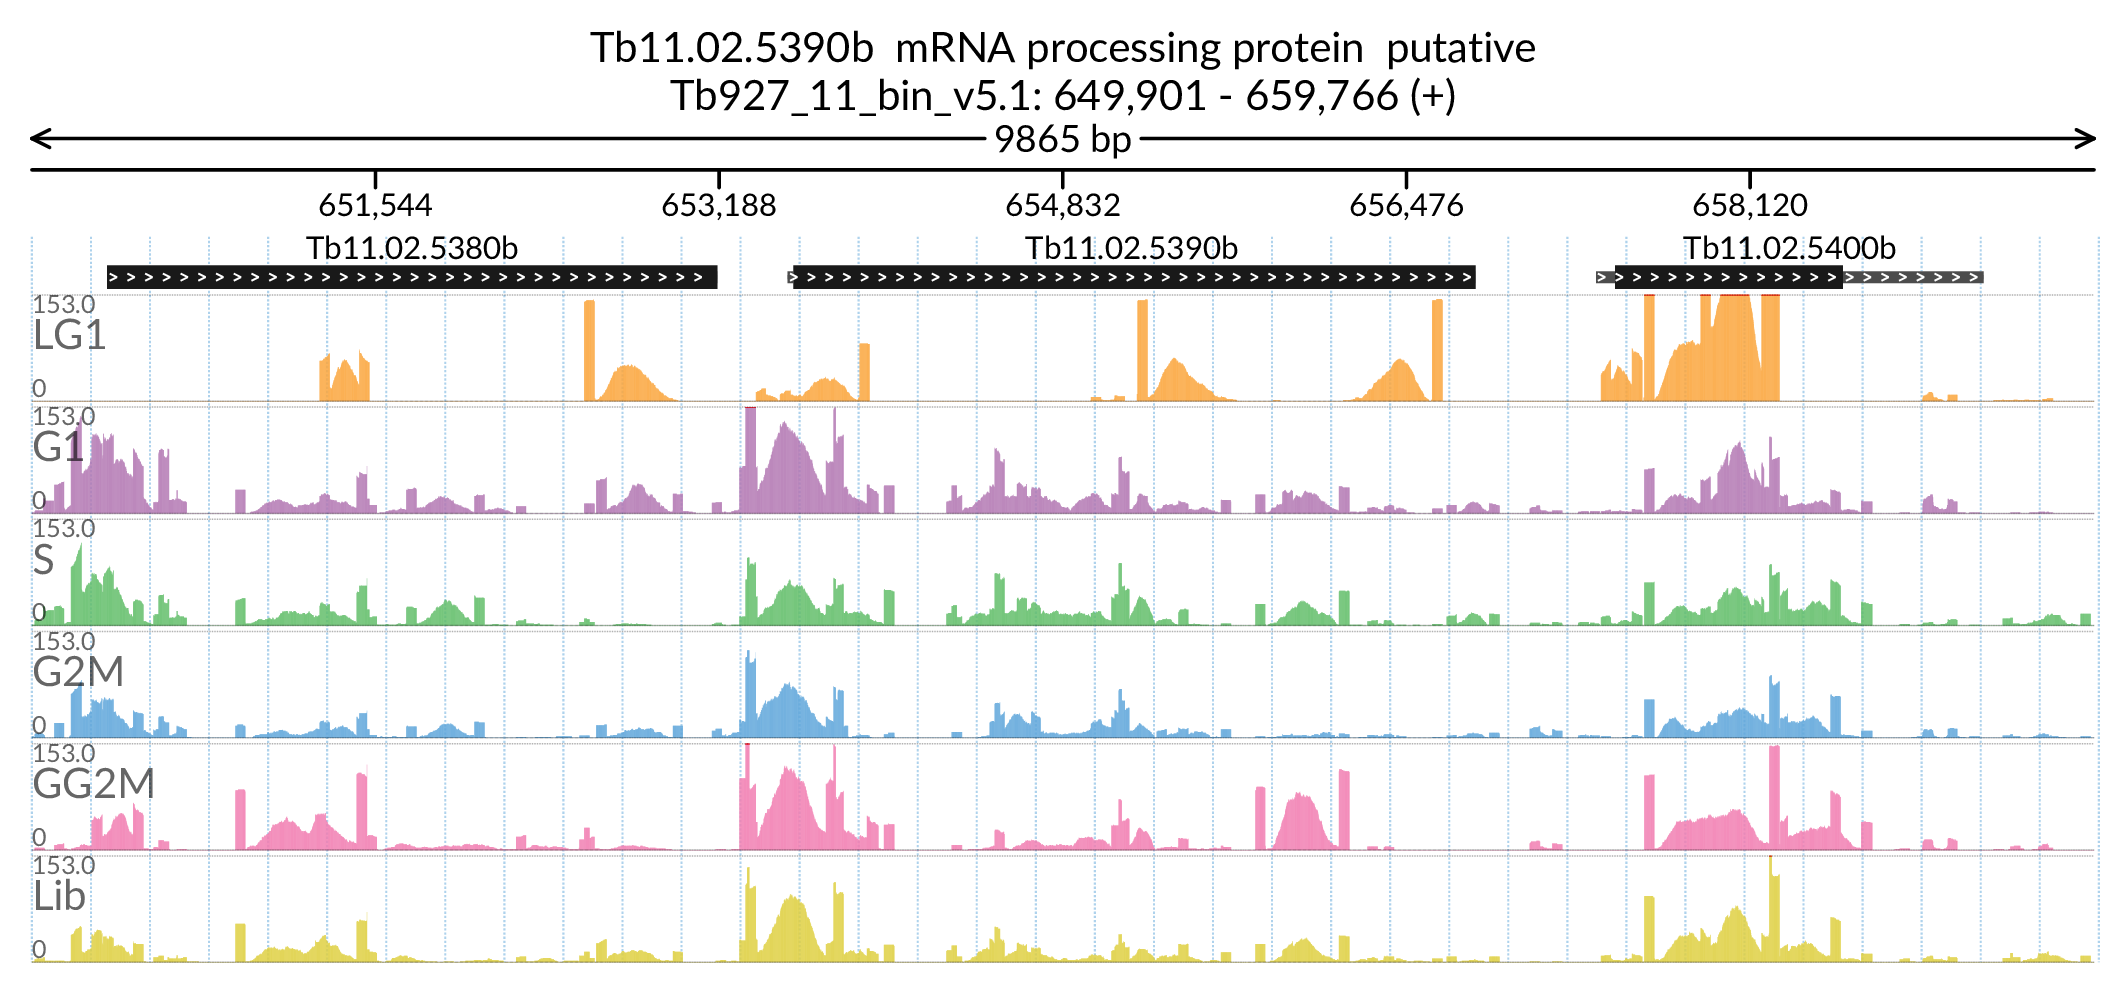 Tb11.02.5390b mRNA processing protein putative
Tb927_11_bin_v5.1: 649,901 - 659,766 (+)
9865 bp
651,544 653,188 654,832 656,476 658,120
Tb11.02.5380b Tb11.02.5390b Tb11.02.5400b
153.0
LG1
0
153.0
G1
0
153.0
S
0
153.0
G2M
0
153.0
GG2M
0
153.0
Lib
0